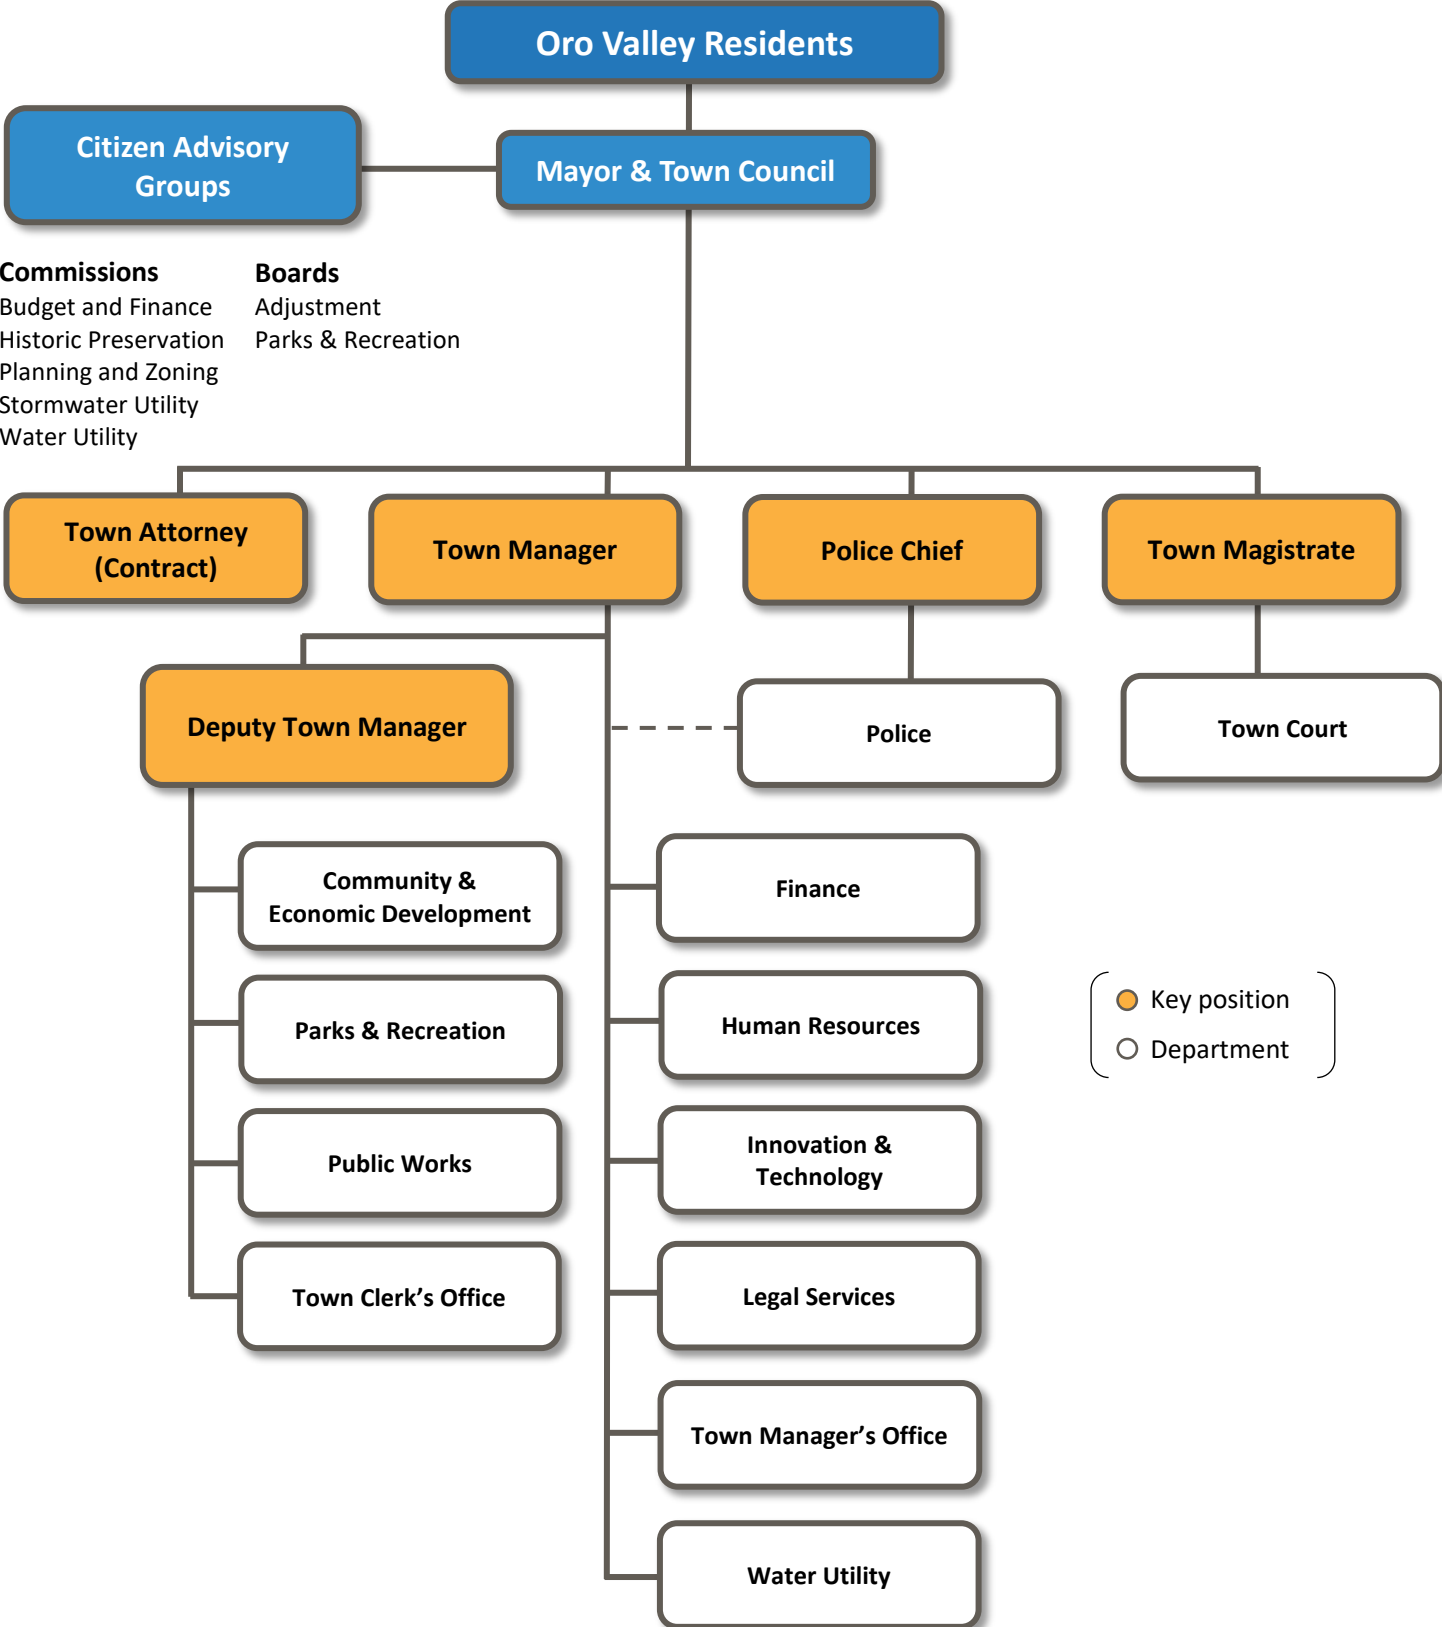 Oro Valley Residents
Citizen Advisory
Groups
Mayor & Town Council
Commissions
Budget and Finance
Historic Preservation
Planning and Zoning
Stormwater Utility
Water Utility
Boards
Adjustment
Parks & Recreation
Town Attorney
(Contract)
Town Manager
Police Chief
Town Magistrate
Deputy Town Manager
Police
Town Court
Community &
Economic Development
Parks & Recreation
Public Works
Town Clerk’s Office
Finance
Human Resources
Innovation &
Technology
Legal Services
Town Manager’s Office
Water Utility
Key position
Department